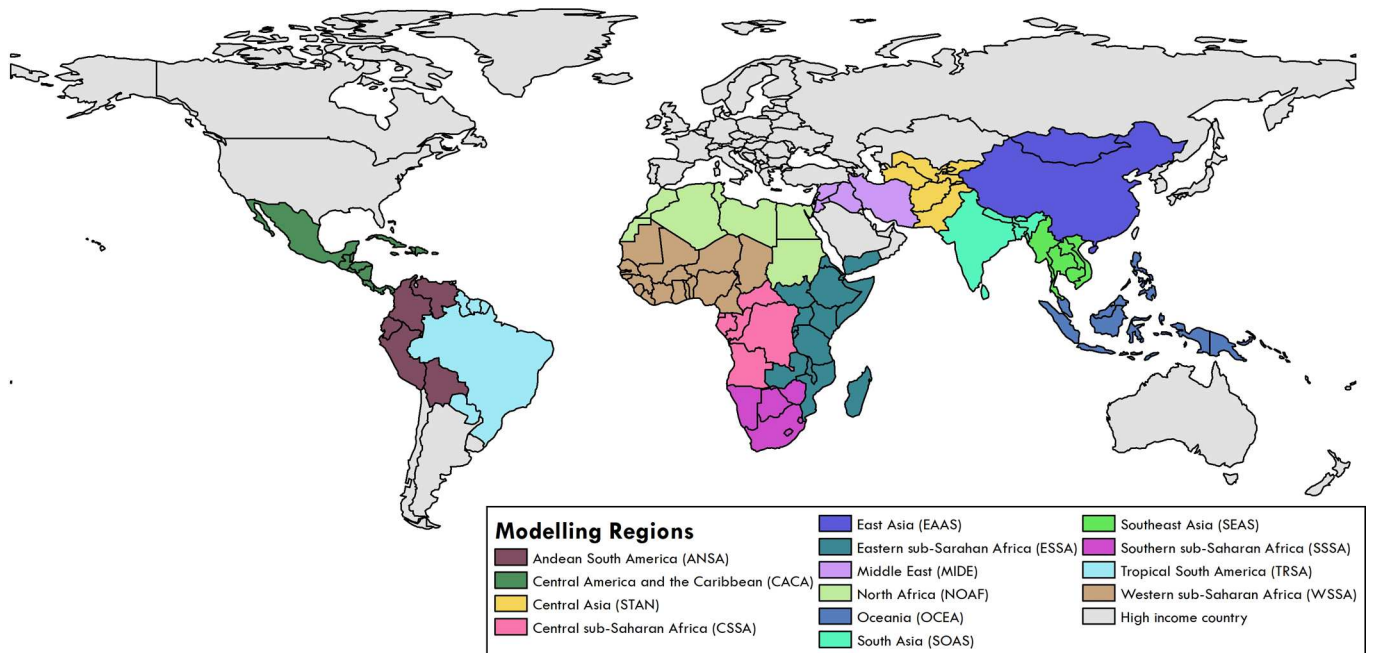 Modelling Regions
Andean South America (ANSA)
Central America and the Caribbean (CACA)
Central Asia (STAN)
Central sub-Saharan Africa (CSSA)
East Asia (EAAS)
Eastern sub-Sarahan Africa (ESSA)
Middle East (MIDE)
North Africa (NOAF)
Oceania (OCEA)
South Asia (SOAS)
Southeast Asia (SEAS)
Southern sub-Saharan Africa (SSSA)
Tropical South America (TRSA)
Western sub-Saharan Africa (WSSA)
High income country